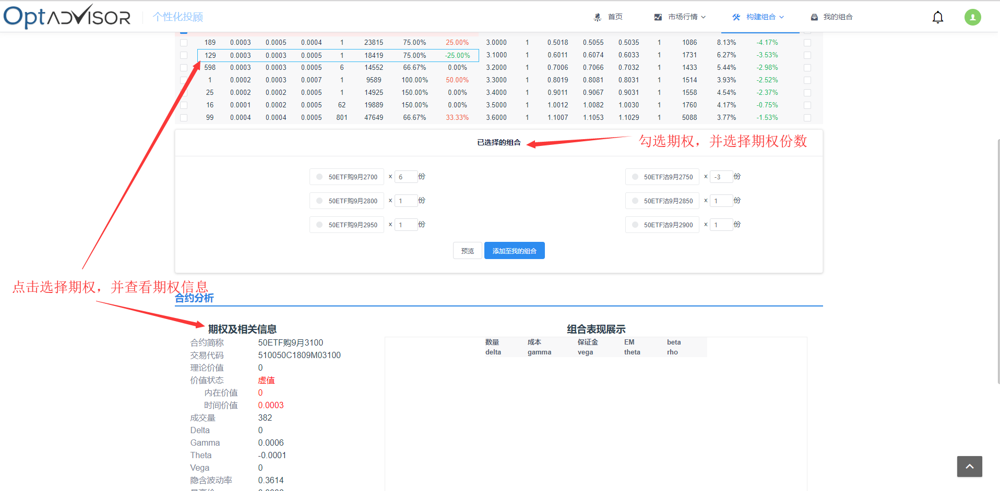 OptADVISOR 个性化投顾 首页 市场行情 构建组合 我的组合
189 0.0003 0.0005 0.0004 1 23815 75.00% 25.00% 3.0000 1 0.5018 0.5055 0.5035 1 1086 8.13% -4.17%
129 0.0003 0.0003 0.0005 1 18419 75.00% -25.00% 3.1000 1 0.6011 0.6074 0.6033 1 1731 6.27% -3.53%
598 0.0003 0.0003 0.0005 6 14552 66.67% 0.00% 3.2000 1 0.7006 0.7066 0.7032 1 1433 5.44% -2.98%
1 0.0002 0.0003 0.0007 1 9589 100.00% 50.00% 3.3000 1 0.8019 0.8081 0.8031 1 1514 3.93% -2.52%
25 0.0002 0.0002 0.0005 1 14925 150.00% 0.00% 3.4000 1 0.9011 0.9067 0.9031 1 1558 4.54% -2.37%
16 0.0001 0.0002 0.0005 62 19889 150.00% 0.00% 3.5000 1 1.0012 1.0082 1.0030 1 1760 4.17% -0.75%
99 0.0004 0.0004 0.0005 801 47649 66.67% 33.33% 3.6000 1 1.1007 1.1053 1.1029 1 5088 3.77% -1.53%
已选择的组合 勾选期权，并选择期权份数
50ETF购9月2700 × 6 份 50ETF沽9月2750 × -3 份
50ETF购9月2800 × 1 份 50ETF沽9月2850 × 1 份
50ETF购9月2950 × 1 份 50ETF沽9月2900 × 1 份
预览 添加至我的组合
点击选择期权，并查看期权信息
合约分析
期权及相关信息 组合表现展示
合约简称 50ETF购9月3100 数量 成本 保证金 EM beta
交易代码 510050C1809M03100 delta gamma vega theta rho
理论价值 0
价值状态 虚值
内在价值 0
时间价值 0.0003
成交量 382
Delta 0
Gamma 0.0006
Theta -0.0001
Vega 0
隐含波动率 0.3614